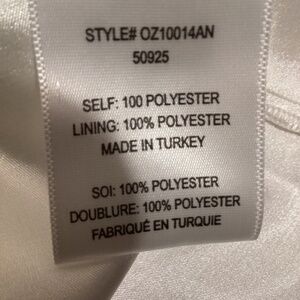 STYLE# OZ10014AN
50925
SELF: 100 POLYESTER
LINING: 100% POLYESTER
MADE IN TURKEY
SOI: 100% POLYESTER
DOUBLURE: 100% POLYESTER
FABRIQUÉ EN TURQUIE